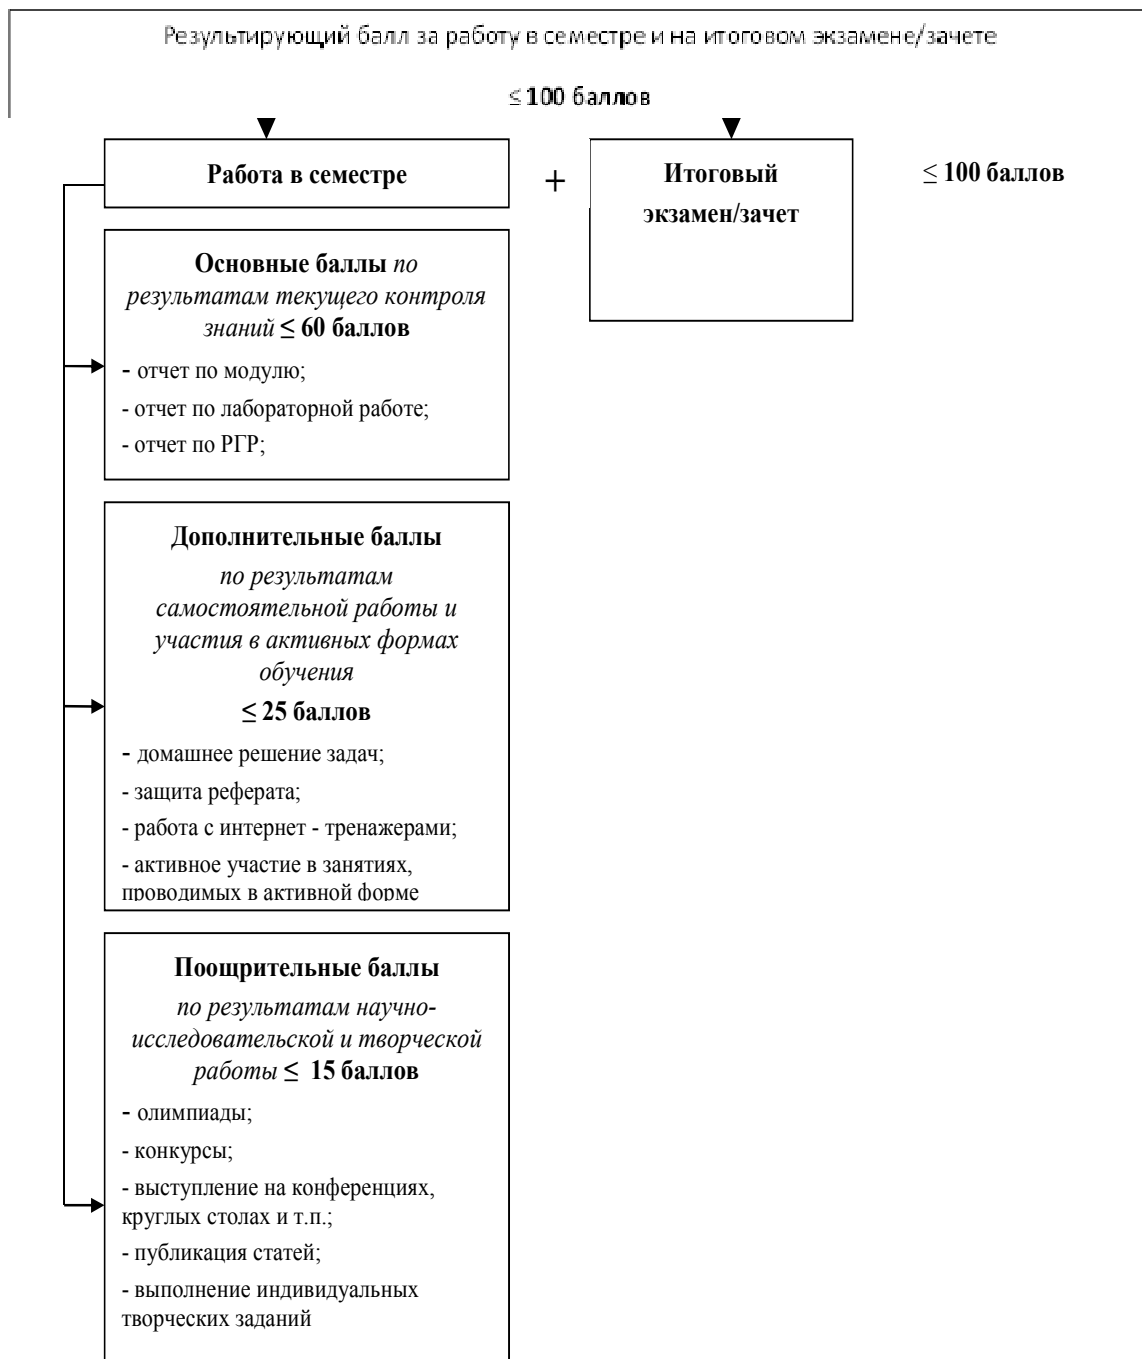 Результирующий балл за работу в семестре и на итоговом экзамене/зачете
≤ 100 баллов
Работа в семестре
+
Итоговый
экзамен/зачет
≤ 100 баллов
Основные баллы по
результатам текущего контроля
знаний ≤ 60 баллов
- отчет по модулю;
- отчет по лабораторной работе;
- отчет по РГР;
Дополнительные баллы
по результатам
самостоятельной работы и
участия в активных формах
обучения
≤ 25 баллов
- домашнее решение задач;
- защита реферата;
- работа с интернет - тренажерами;
- активное участие в занятиях,
проводимых в активной форме
Поощрительные баллы
по результатам научно-
исследовательской и творческой
работы ≤ 15 баллов
- олимпиады;
- конкурсы;
- выступление на конференциях,
круглых столах и т.п.;
- публикация статей;
- выполнение индивидуальных
творческих заданий